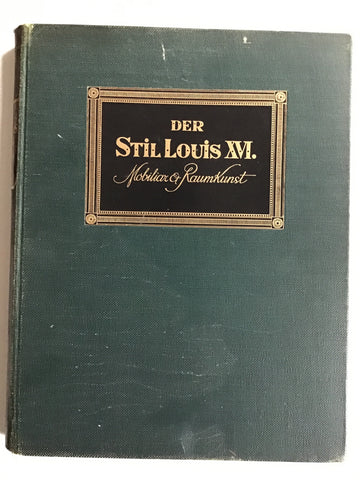 DER
STIL LOUIS XVI.
Mobiliar & Raumkunst